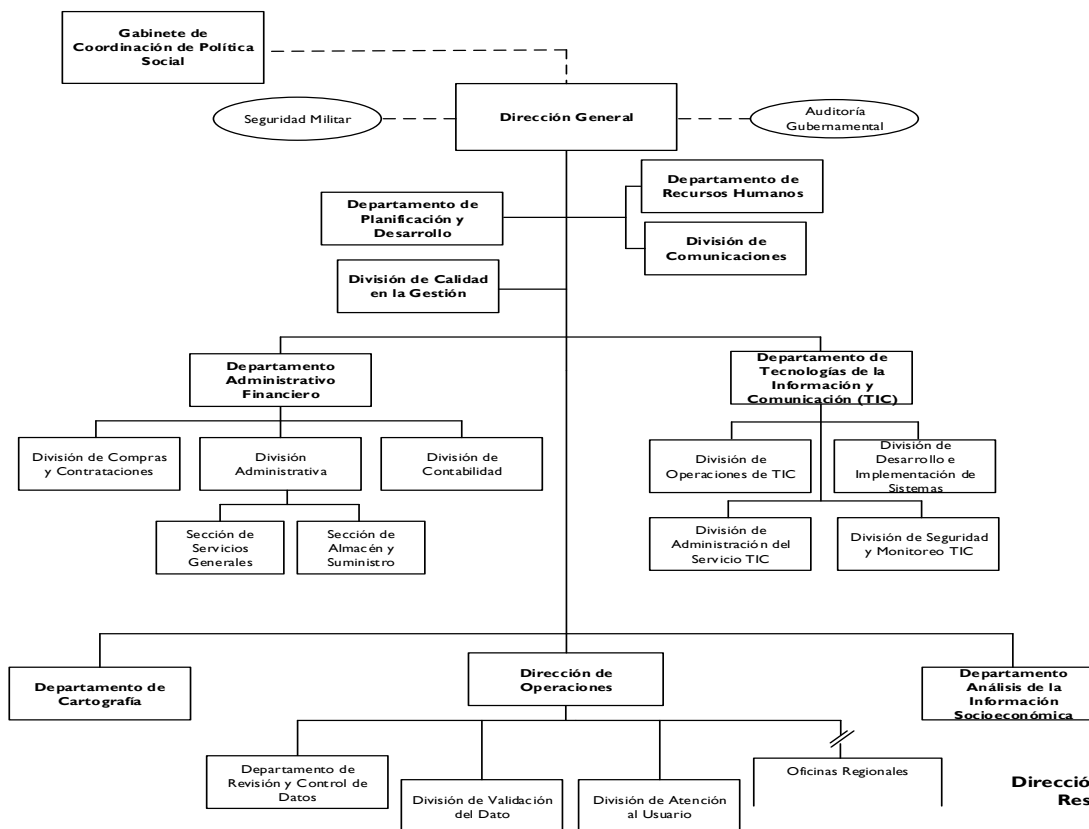 Gabinete de
Coordinación de Política
Social
Seguridad Militar
Dirección General
Auditoría
Gubernamental
Departamento de
Recursos Humanos
Departamento de
Planificación y
Desarrollo
División de
Comunicaciones
División de Calidad
en la Gestión
Departamento
Administrativo
Financiero
Departamento de
Tecnologías de la
Información y
Comunicación (TIC)
División de Compras
y Contrataciones
División
Administrativa
División de
Contabilidad
División de
Operaciones de TIC
División de
Desarrollo e
Implementación de
Sistemas
Sección de
Servicios
Generales
Sección de
Almacén y
Suministro
División de
Administración del
Servicio TIC
División de Seguridad
y Monitoreo TIC
Departamento de
Cartografía
Dirección de
Operaciones
Departamento
Análisis de la
Información
Socioeconómica
Departamento de
Revisión y Control de
Datos
División de Validación
del Dato
División de Atención
al Usuario
Oficinas Regionales
Direcció
Res